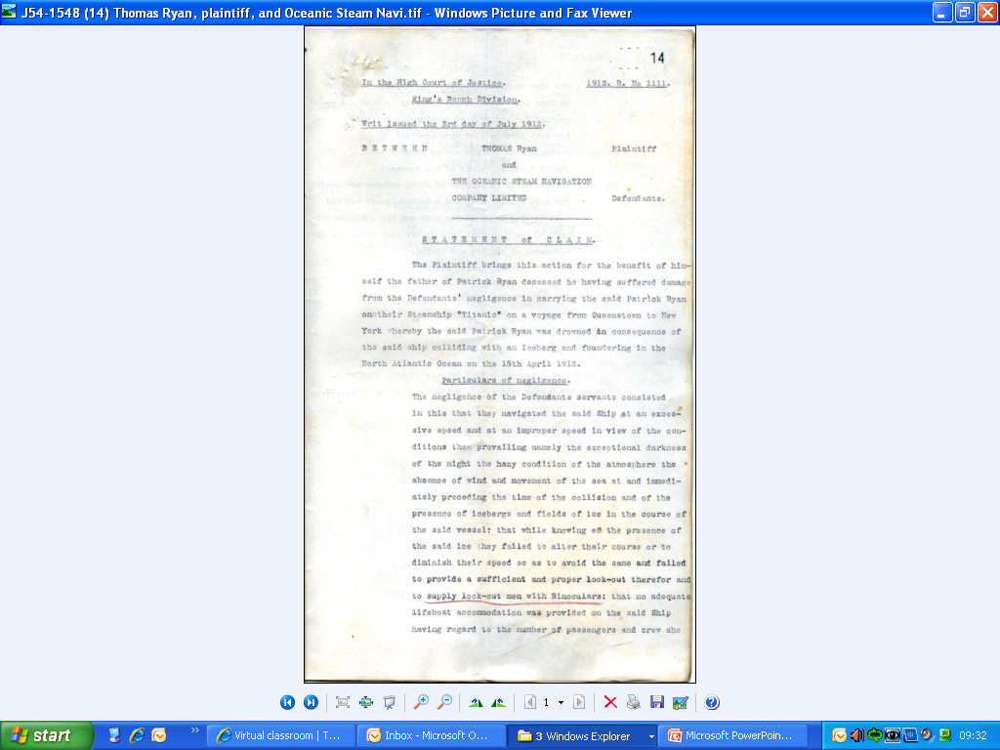 J54-1548 (14) Thomas Ryan, plaintiff, and Oceanic Steam Navi.tif - Windows Picture and Fax Viewer
14
In the High Court of Justice. 1912. R. No 1111.
King's Bench Division.
Writ issued the 3rd day of July 1912.
B E T W E E N THOMAS Ryan Plaintiff
and
THE OCEANIC STEAM NAVIGATION
COMPANY LIMITED Defendants.
S T A T E M E N T of C L A I M.
The Plaintiff brings this action for the benefit of him-
self the father of Patrick Ryan deceased he having suffered damage
from the Defendants' negligence in carrying the said Patrick Ryan
onntheir Steamship "Titanic" on a voyage from Queenstown to New
York whereby the said Patrick Ryan was drowned in consequence of
the said ship colliding with an Iceberg and foundering in the
North Atlantic Ocean on the 15th April 1912.
Particulars of negligence.
The negligence of the Defendants servants consisted
in this that they navigated the said Ship at an exces-
sive speed and at an improper speed in view of the con-
ditions then prevailing namely the exceptional darkness
of the night the hazy condition of the atmosphere the
absence of wind and movement of the sea at and immedi-
ately preceding the time of the collision and of the
presence of icebergs and fields of ice in the course of
the said vessel: that while knowing of the presence of
the said ice they failed to alter their course or to
diminish their speed so as to avoid the same and failed
to provide a sufficient and proper look-out therefor and
to supply look-out men with Binoculars: that no adequate
lifeboat accommodation was provided on the said Ship
having regard to the number of passengers and crew she
1
start
Virtual classroom | T...
Inbox - Microsoft O...
3 Windows Explorer
Microsoft PowerPoin...
09:32